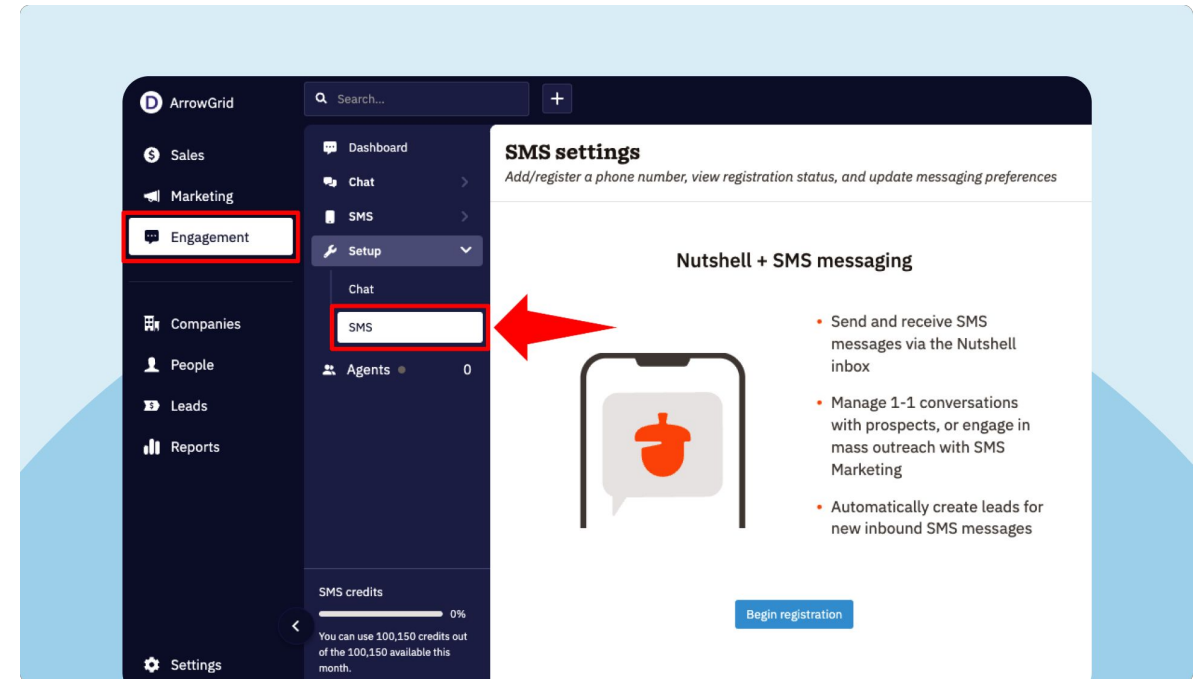 D ArrowGrid
Search...
+
Sales
Marketing
Engagement
Companies
People
Leads
Reports
Settings
Dashboard
Chat
SMS
Setup
Chat
SMS
Agents 0
SMS credits
0%
You can use 100,150 credits out
of the 100,150 available this
month.
SMS settings
Add/register a phone number, view registration status, and update messaging preferences
Nutshell + SMS messaging
• Send and receive SMS
messages via the Nutshell
inbox
• Manage 1-1 conversations
with prospects, or engage in
mass outreach with SMS
Marketing
• Automatically create leads for
new inbound SMS messages
Begin registration